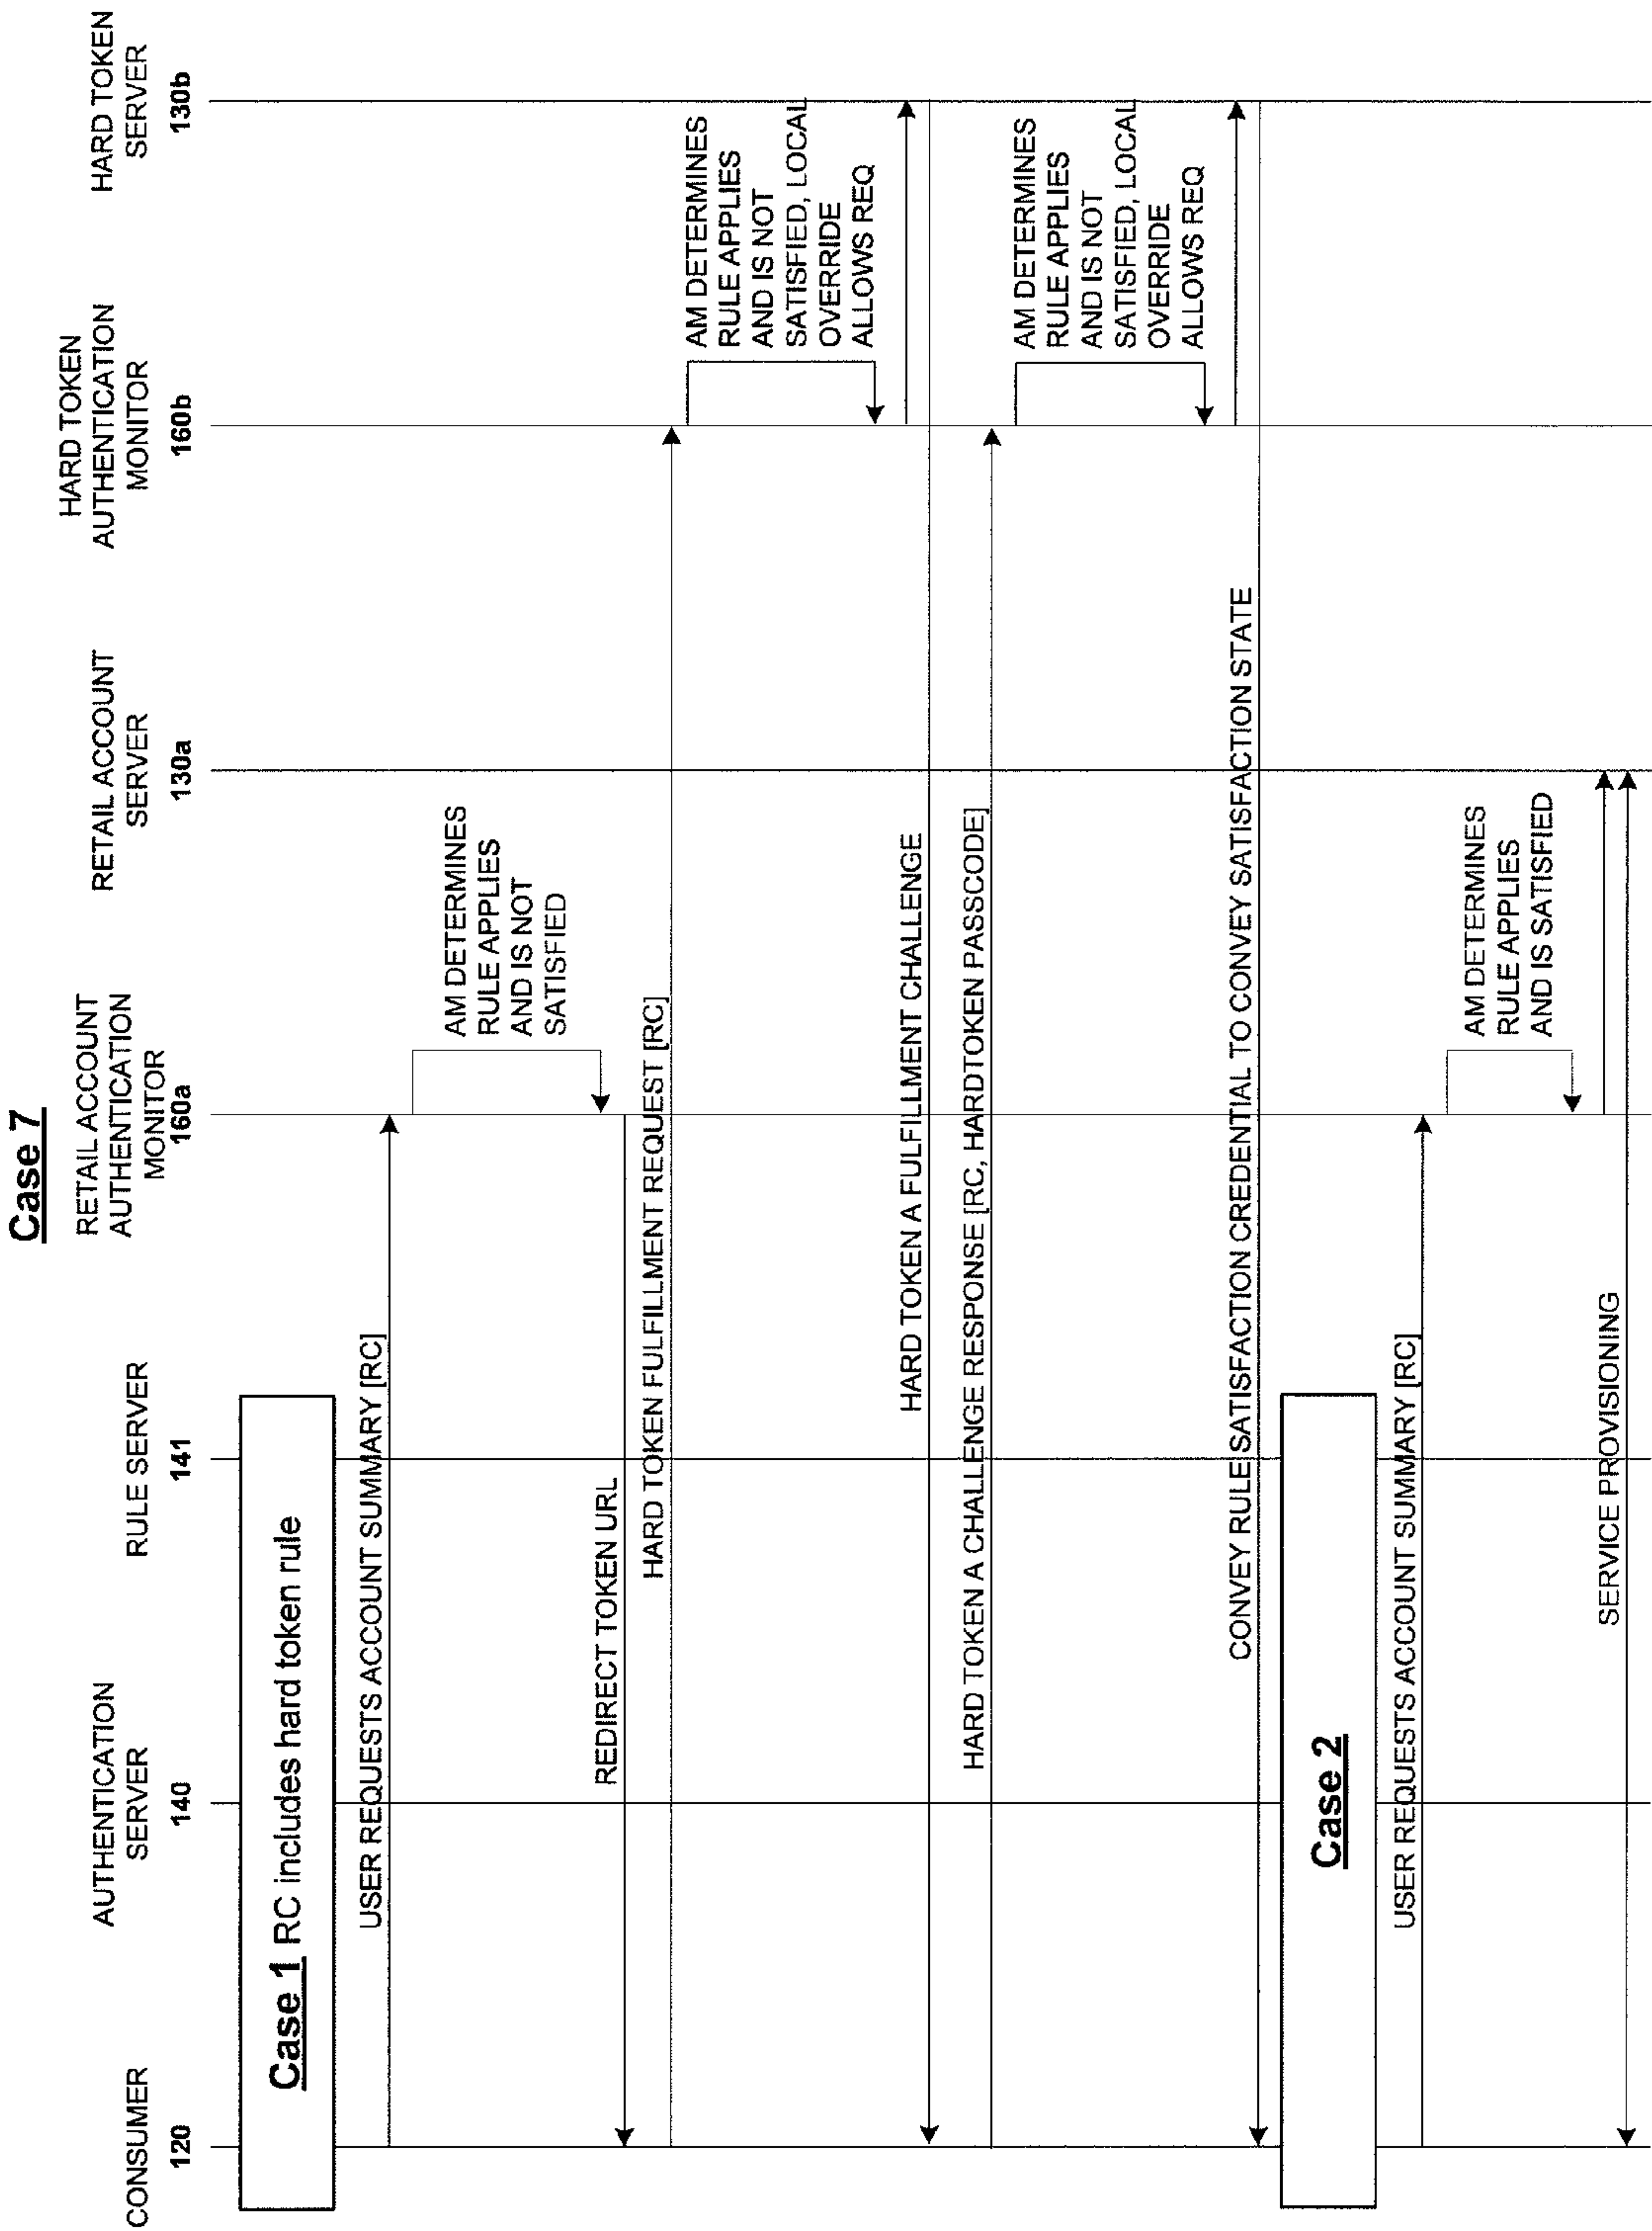 Case 7
CONSUMER
120
AUTHENTICATION
SERVER
140
RULE SERVER
141
RETAIL ACCOUNT
AUTHENTICATION
MONITOR
160a
RETAIL ACCOUNT
SERVER
130a
HARD TOKEN
AUTHENTICATION
MONITOR
160b
HARD TOKEN
SERVER
130b
Case 1 RC includes hard token rule
USER REQUESTS ACCOUNT SUMMARY [RC]
AM DETERMINES
RULE APPLIES
AND IS NOT
SATISFIED
REDIRECT TOKEN URL
HARD TOKEN FULFILLMENT REQUEST [RC]
AM DETERMINES
RULE APPLIES
AND IS NOT
SATISFIED, LOCAL
OVERRIDE
ALLOWS REQ
HARD TOKEN A FULFILLMENT CHALLENGE
HARD TOKEN A CHALLENGE RESPONSE [RC, HARDTOKEN PASSCODE]
AM DETERMINES
RULE APPLIES
AND IS NOT
SATISFIED, LOCAL
OVERRIDE
ALLOWS REQ
CONVEY RULE SATISFACTION CREDENTIAL TO CONVEY SATISFACTION STATE
Case 2
USER REQUESTS ACCOUNT SUMMARY [RC]
AM DETERMINES
RULE APPLIES
AND IS SATISFIED
SERVICE PROVISIONING